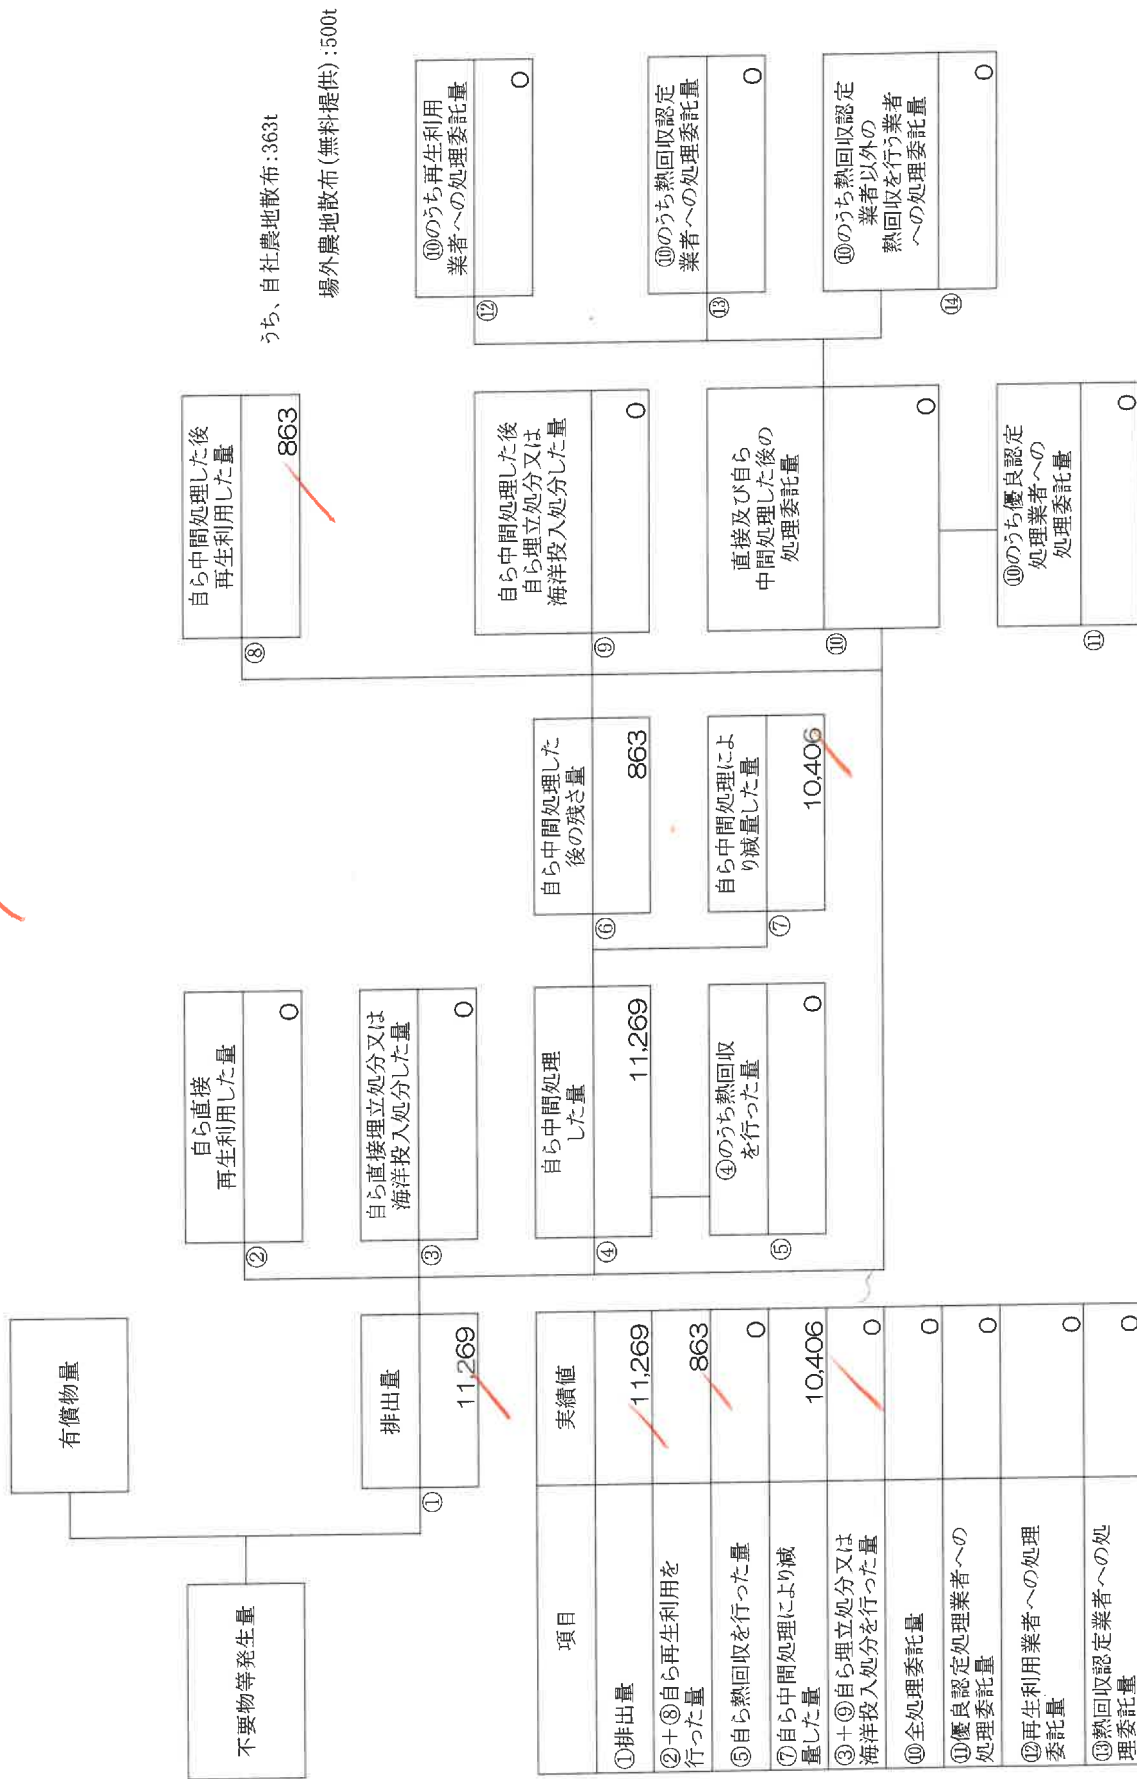 有償物量
不要物等発生量
排出量
①
11,269
自ら直接
再生利用した量
②
0
自ら直接埋立処分又は
海洋投入処分した量
③
0
自ら中間処理
した量
④
11,269
④のうち熱回収
を行った量
⑤
0
自ら中間処理した
後の残さ量
⑥
863
自ら中間処理によ
り減量した量
⑦
10,406
自ら中間処理した後
再生利用した量
⑧
863
うち、自社農地散布:363t
場外農地散布(無料提供):500t
自ら中間処理した後
自ら埋立処分又は
海洋投入処分した量
⑨
0
直接及び自ら
中間処理した後の
処理委託量
⑩
0
⑩のうち優良認定
処理業者への
処理委託量
⑪
0
⑩のうち再生利用
業者への処理委託量
⑫
0
⑩のうち熱回収認定
業者への処理委託量
⑬
0
⑩のうち熱回収認定
業者以外の
熱回収を行う業者
への処理委託量
⑭
0
項目 実績値
①排出量 11,269
②+⑧自ら再生利用を
行った量 863
⑤自ら熱回収を行った量 0
⑦自ら中間処理により減
量した量 10,406
③+⑨自ら埋立処分又は
海洋投入処分を行った量 0
⑩全処理委託量 0
⑪優良認定処理業者への
処理委託量 0
⑫再生利用業者への処理
委託量 0
⑬熱回収認定業者への処
理委託量 0